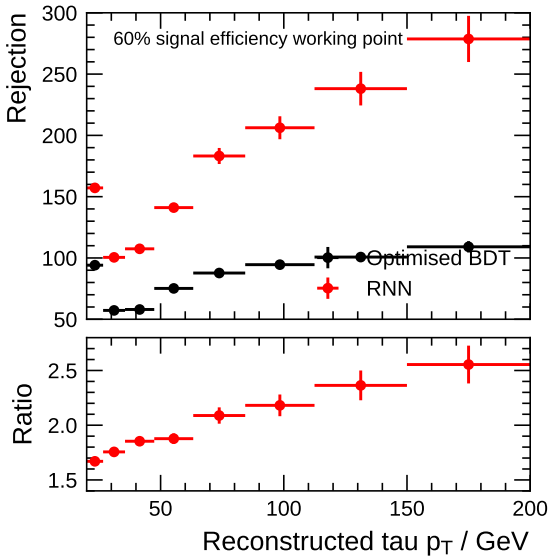 300
60% signal efficiency working point
250
200
150
100
50
Rejection
Optimised BDT
RNN
2.5
2.0
1.5
Ratio
50 100 150 200
Reconstructed tau pT / GeV